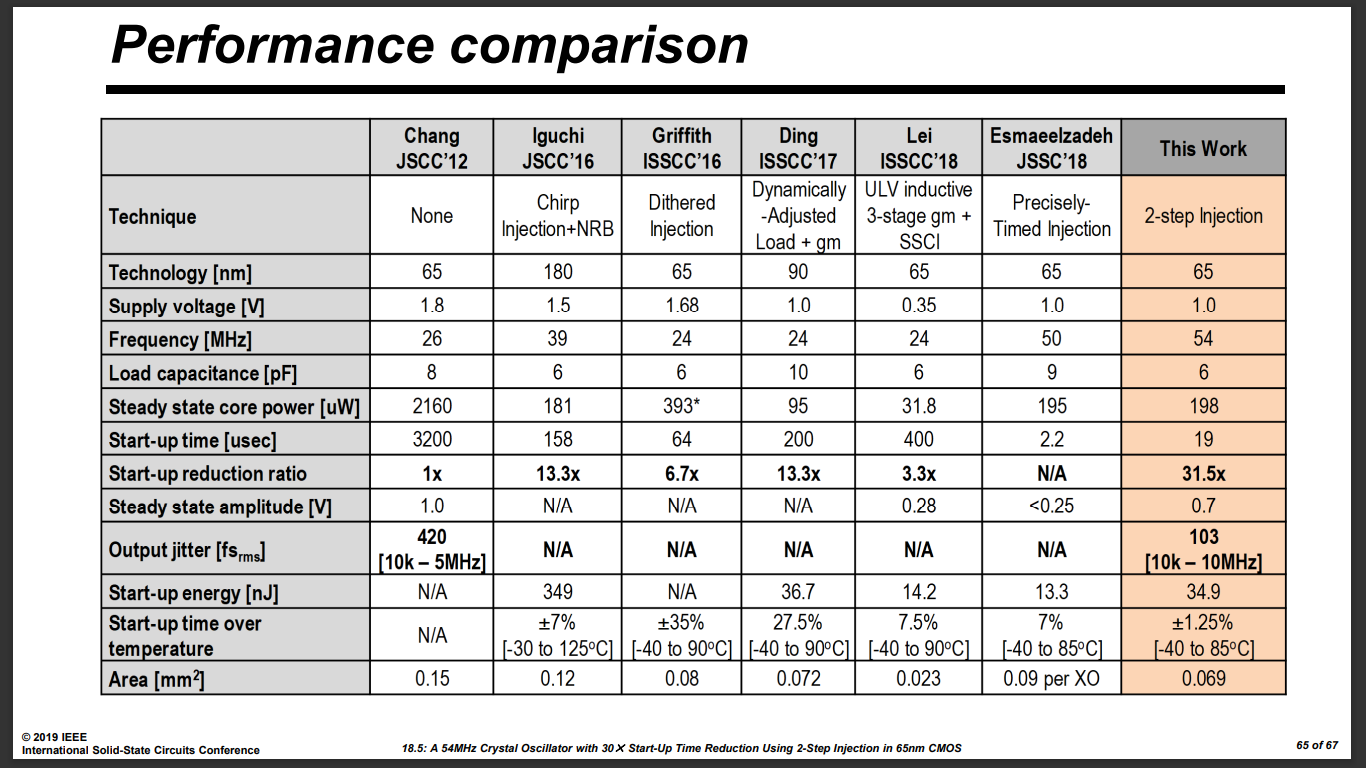 Performance comparison
Chang JSCC’12 Iguchi JSCC’16 Griffith ISSCC’16 Ding ISSCC’17 Lei ISSCC’18 Esmaeelzadeh JSSC’18 This Work
Technique None Chirp Injection+NRB Dithered Injection Dynamically -Adjusted Load + gm ULV inductive 3-stage gm + SSCI Precisely- Timed Injection 2-step Injection
Technology [nm] 65 180 65 90 65 65 65
Supply voltage [V] 1.8 1.5 1.68 1.0 0.35 1.0 1.0
Frequency [MHz] 26 39 24 24 24 50 54
Load capacitance [pF] 8 6 6 10 6 9 6
Steady state core power [uW] 2160 181 393* 95 31.8 195 198
Start-up time [usec] 3200 158 64 200 400 2.2 19
Start-up reduction ratio 1x 13.3x 6.7x 13.3x 3.3x N/A 31.5x
Steady state amplitude [V] 1.0 N/A N/A N/A 0.28 <0.25 0.7
Output jitter [fsrms] 420 [10k – 5MHz] N/A N/A N/A N/A N/A 103 [10k – 10MHz]
Start-up energy [nJ] N/A 349 N/A 36.7 14.2 13.3 34.9
Start-up time over temperature N/A ±7% [-30 to 125ºC] ±35% [-40 to 90ºC] 27.5% [-40 to 90ºC] 7.5% [-40 to 90ºC] 7% [-40 to 85ºC] ±1.25% [-40 to 85ºC]
Area [mm²] 0.15 0.12 0.08 0.072 0.023 0.09 per XO 0.069
© 2019 IEEE
International Solid-State Circuits Conference
18.5: A 54MHz Crystal Oscillator with 30✕ Start-Up Time Reduction Using 2-Step Injection in 65nm CMOS
65 of 67